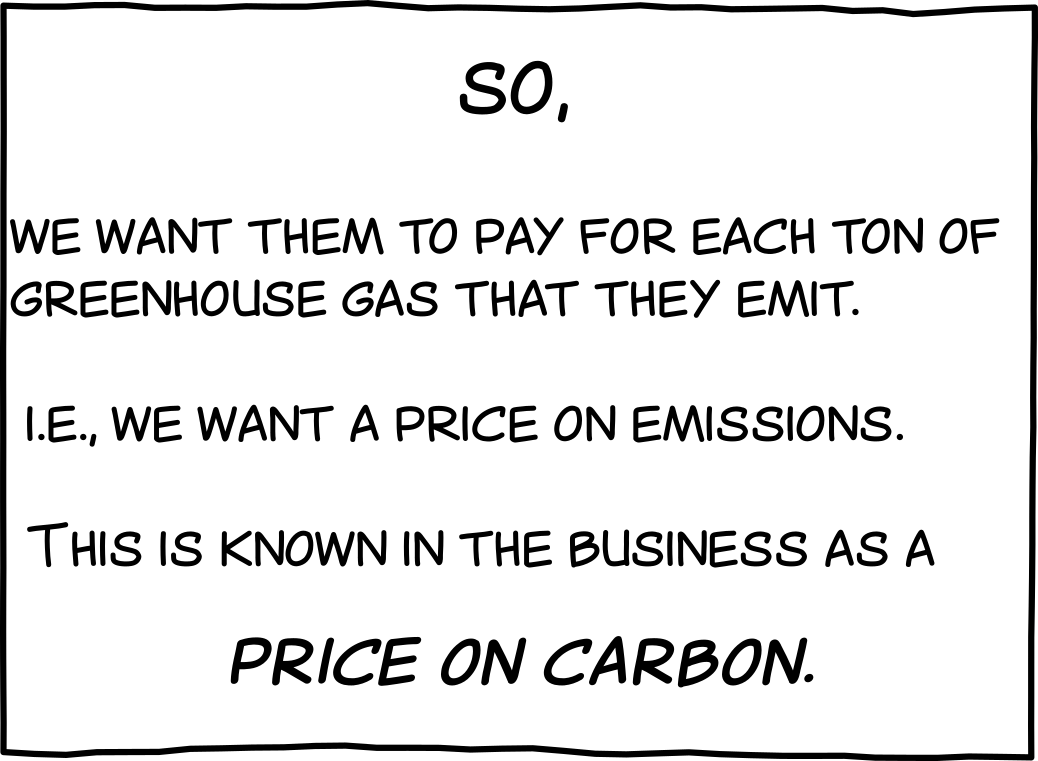 SO,
WE WANT THEM TO PAY FOR EACH TON OF
GREENHOUSE GAS THAT THEY EMIT.
I.E., WE WANT A PRICE ON EMISSIONS.
THIS IS KNOWN IN THE BUSINESS AS A
PRICE ON CARBON.